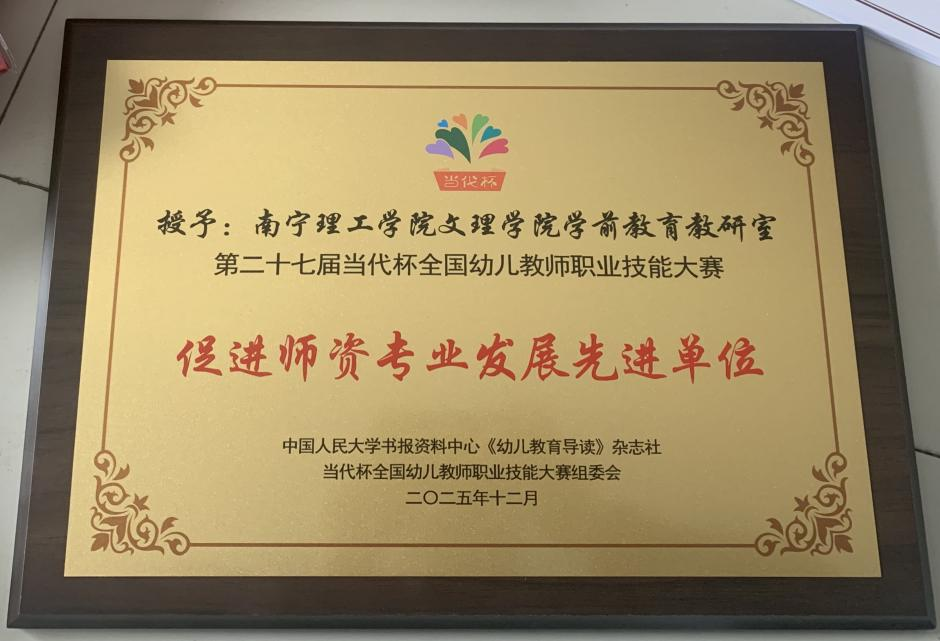 当代杯
授予：南宁理工学院文理学院学前教育教研室
第二十七届当代杯全国幼儿教师职业技能大赛
促进师资专业发展先进单位
中国人民大学书报资料中心《幼儿教育导读》杂志社
当代杯全国幼儿教师职业技能大赛组委会
二〇二五年十二月